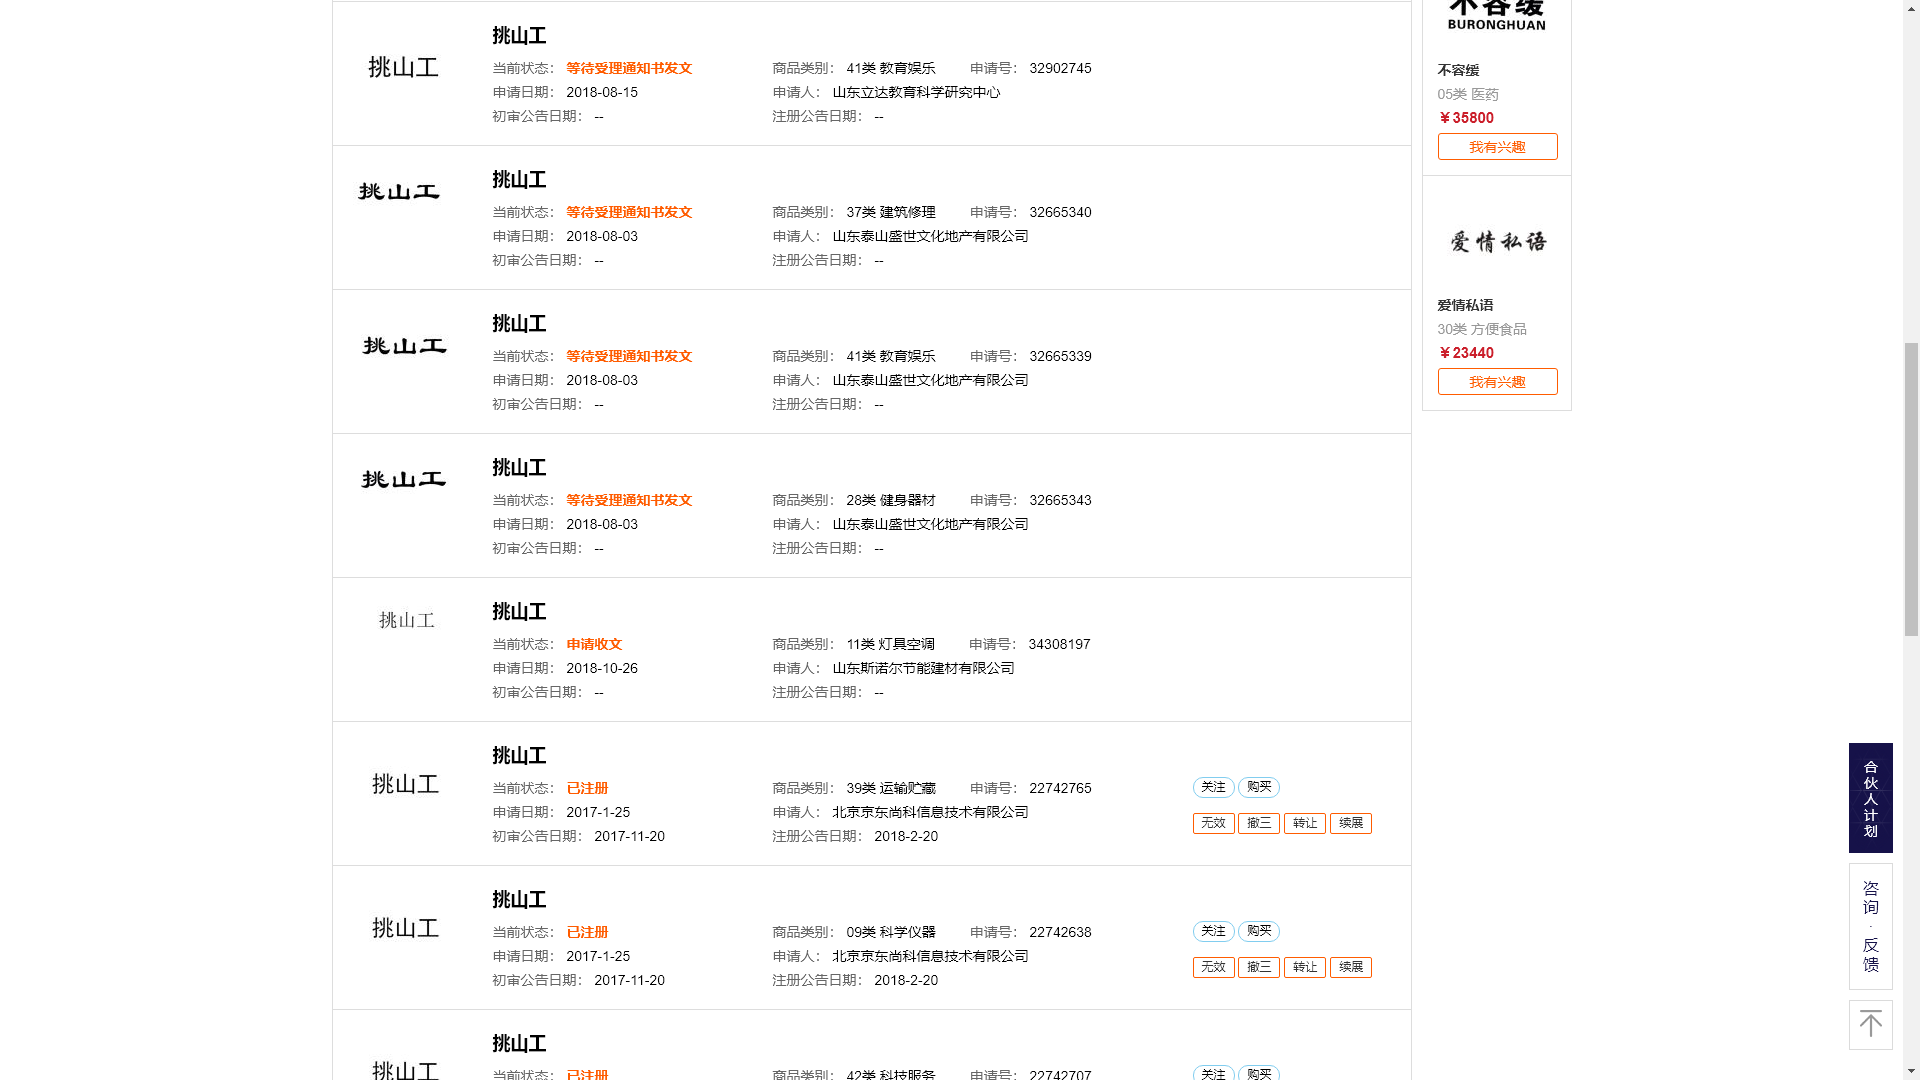 挑山工
挑山工
当前状态： 等待受理通知书发文 商品类别： 41类 教育娱乐 申请号： 32902745
申请日期： 2018-08-15 申请人： 山东立达教育科学研究中心
初审公告日期： -- 注册公告日期： --
挑山工
挑山工
当前状态： 等待受理通知书发文 商品类别： 37类 建筑修理 申请号： 32665340
申请日期： 2018-08-03 申请人： 山东泰山盛世文化地产有限公司
初审公告日期： -- 注册公告日期： --
挑山工
挑山工
当前状态： 等待受理通知书发文 商品类别： 41类 教育娱乐 申请号： 32665339
申请日期： 2018-08-03 申请人： 山东泰山盛世文化地产有限公司
初审公告日期： -- 注册公告日期： --
挑山工
挑山工
当前状态： 等待受理通知书发文 商品类别： 28类 健身器材 申请号： 32665343
申请日期： 2018-08-03 申请人： 山东泰山盛世文化地产有限公司
初审公告日期： -- 注册公告日期： --
挑山工
挑山工
当前状态： 申请收文 商品类别： 11类 灯具空调 申请号： 34308197
申请日期： 2018-10-26 申请人： 山东斯诺尔节能建材有限公司
初审公告日期： -- 注册公告日期： --
挑山工
挑山工
当前状态： 已注册 商品类别： 39类 运输贮藏 申请号： 22742765 关注 购买
申请日期： 2017-1-25 申请人： 北京京东尚科信息技术有限公司 无效 撤三 转让 续展
初审公告日期： 2017-11-20 注册公告日期： 2018-2-20
挑山工
挑山工
当前状态： 已注册 商品类别： 09类 科学仪器 申请号： 22742638 关注 购买
申请日期： 2017-1-25 申请人： 北京京东尚科信息技术有限公司 无效 撤三 转让 续展
初审公告日期： 2017-11-20 注册公告日期： 2018-2-20
挑山工
挑山工
当前状态： 已注册 商品类别： 42类 科技服务 申请号： 22742707 关注 购买
不容缓
BURONGHUAN
不容缓
05类 医药
￥35800
我有兴趣
爱情私语
爱情私语
30类 方便食品
￥23440
我有兴趣
合伙人计划
咨询·反馈